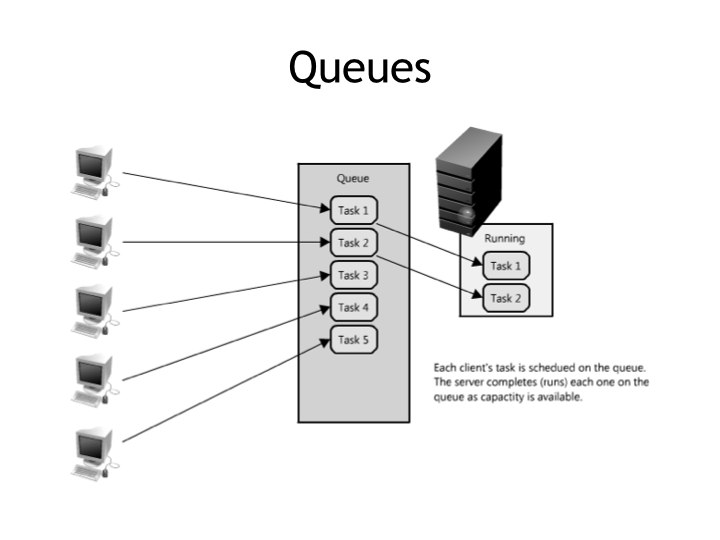 Queues
Queue
Task 1
Task 2
Task 3
Task 4
Task 5
Running
Task 1
Task 2
Each client's task is schedued on the queue.
The server completes (runs) each one on the
queue as capactity is available.